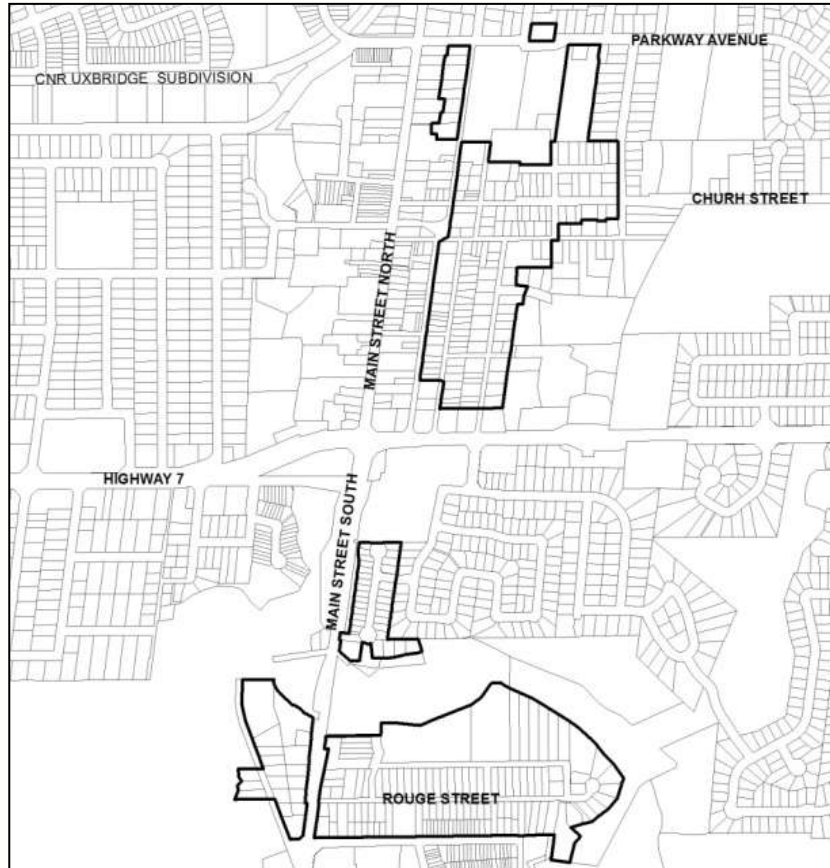 PARKWAY AVENUE
CNR UXBRIDGE SUBDIVISION
CHURH STREET
MAIN STREET NORTH
HIGHWAY 7
MAIN STREET SOUTH
ROUGE STREET